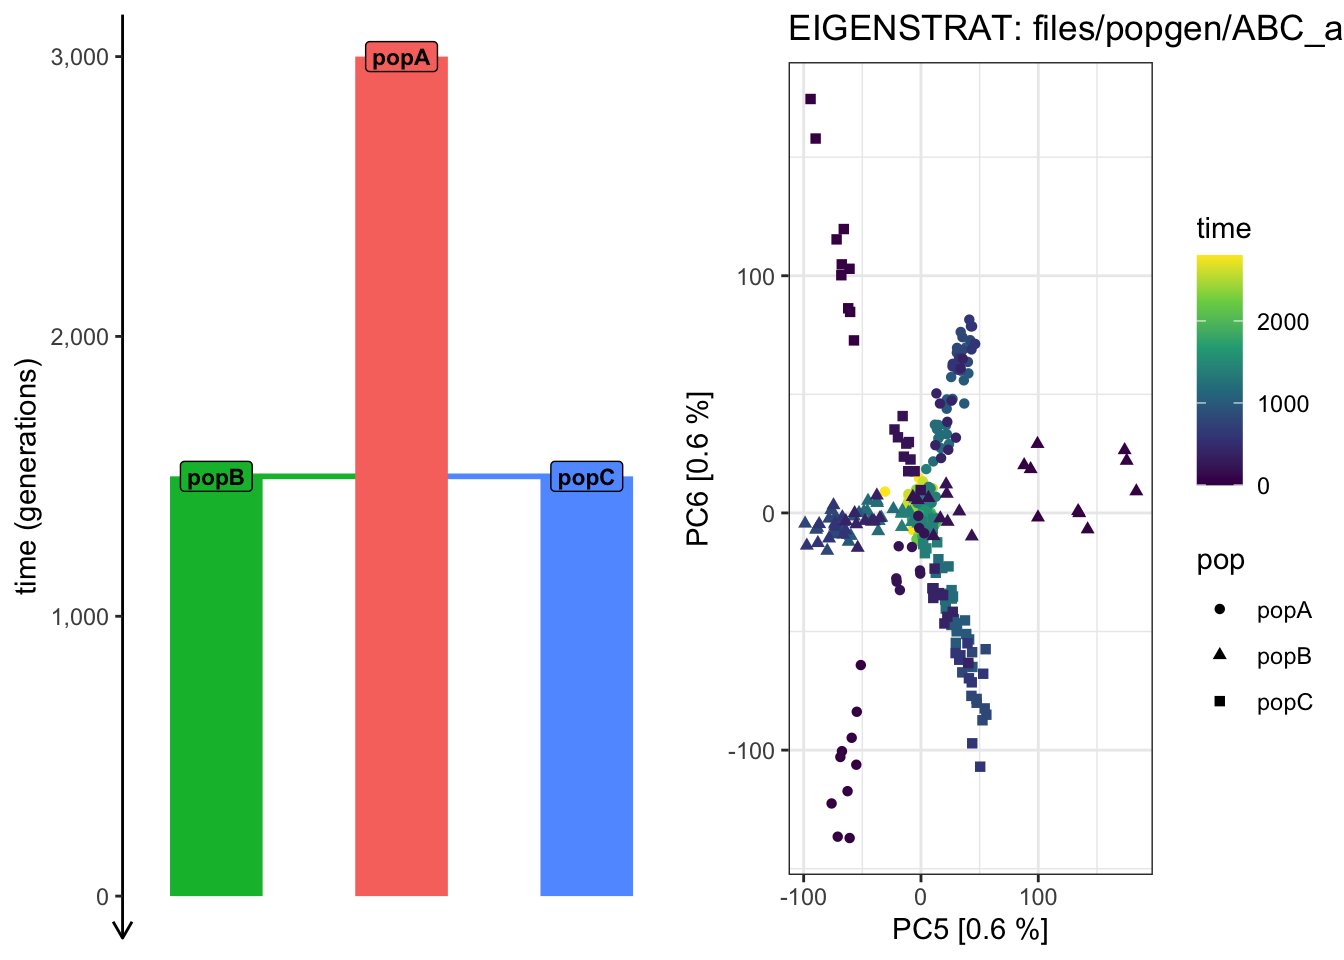 3,000
2,000
1,000
0
time (generations)
popA
popB
popC
EIGENSTRAT: files/popgen/ABC_a
100
0
-100
PC6 [0.6 %]
-100
0
100
PC5 [0.6 %]
time
2000
1000
0
pop
popA
popB
popC